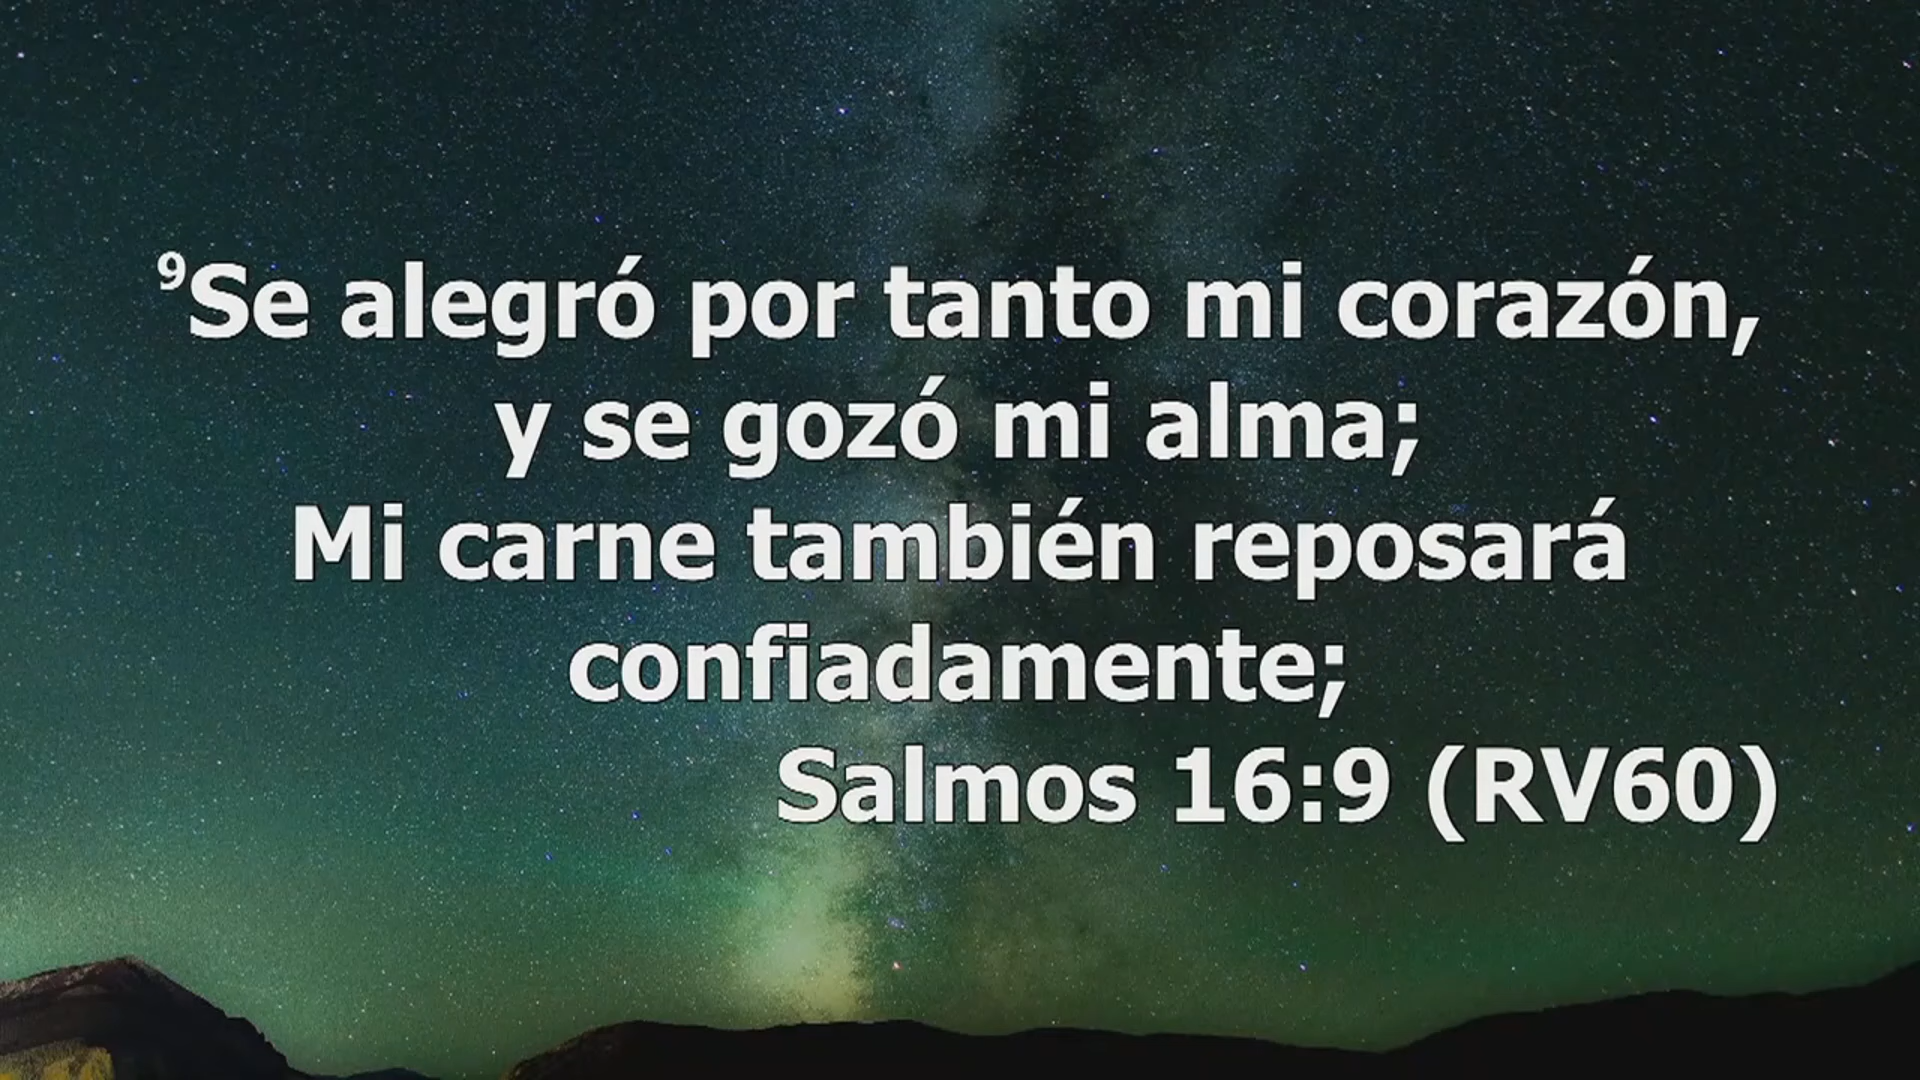 ⁹Se alegró por tanto mi corazón,
y se gozó mi alma;
Mi carne también reposará
confiadamente;
Salmos 16:9 (RV60)